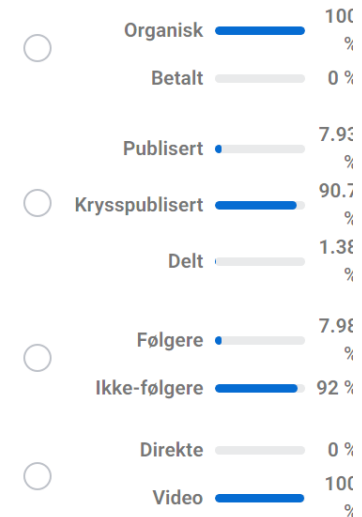 Organisk 100 %
Betalt 0 %
Publisert 7.93 %
Krysspublisert 90.7 %
Delt 1.38 %
Følgere 7.98 %
Ikke-følgere 92 %
Direkte 0 %
Video 100 %